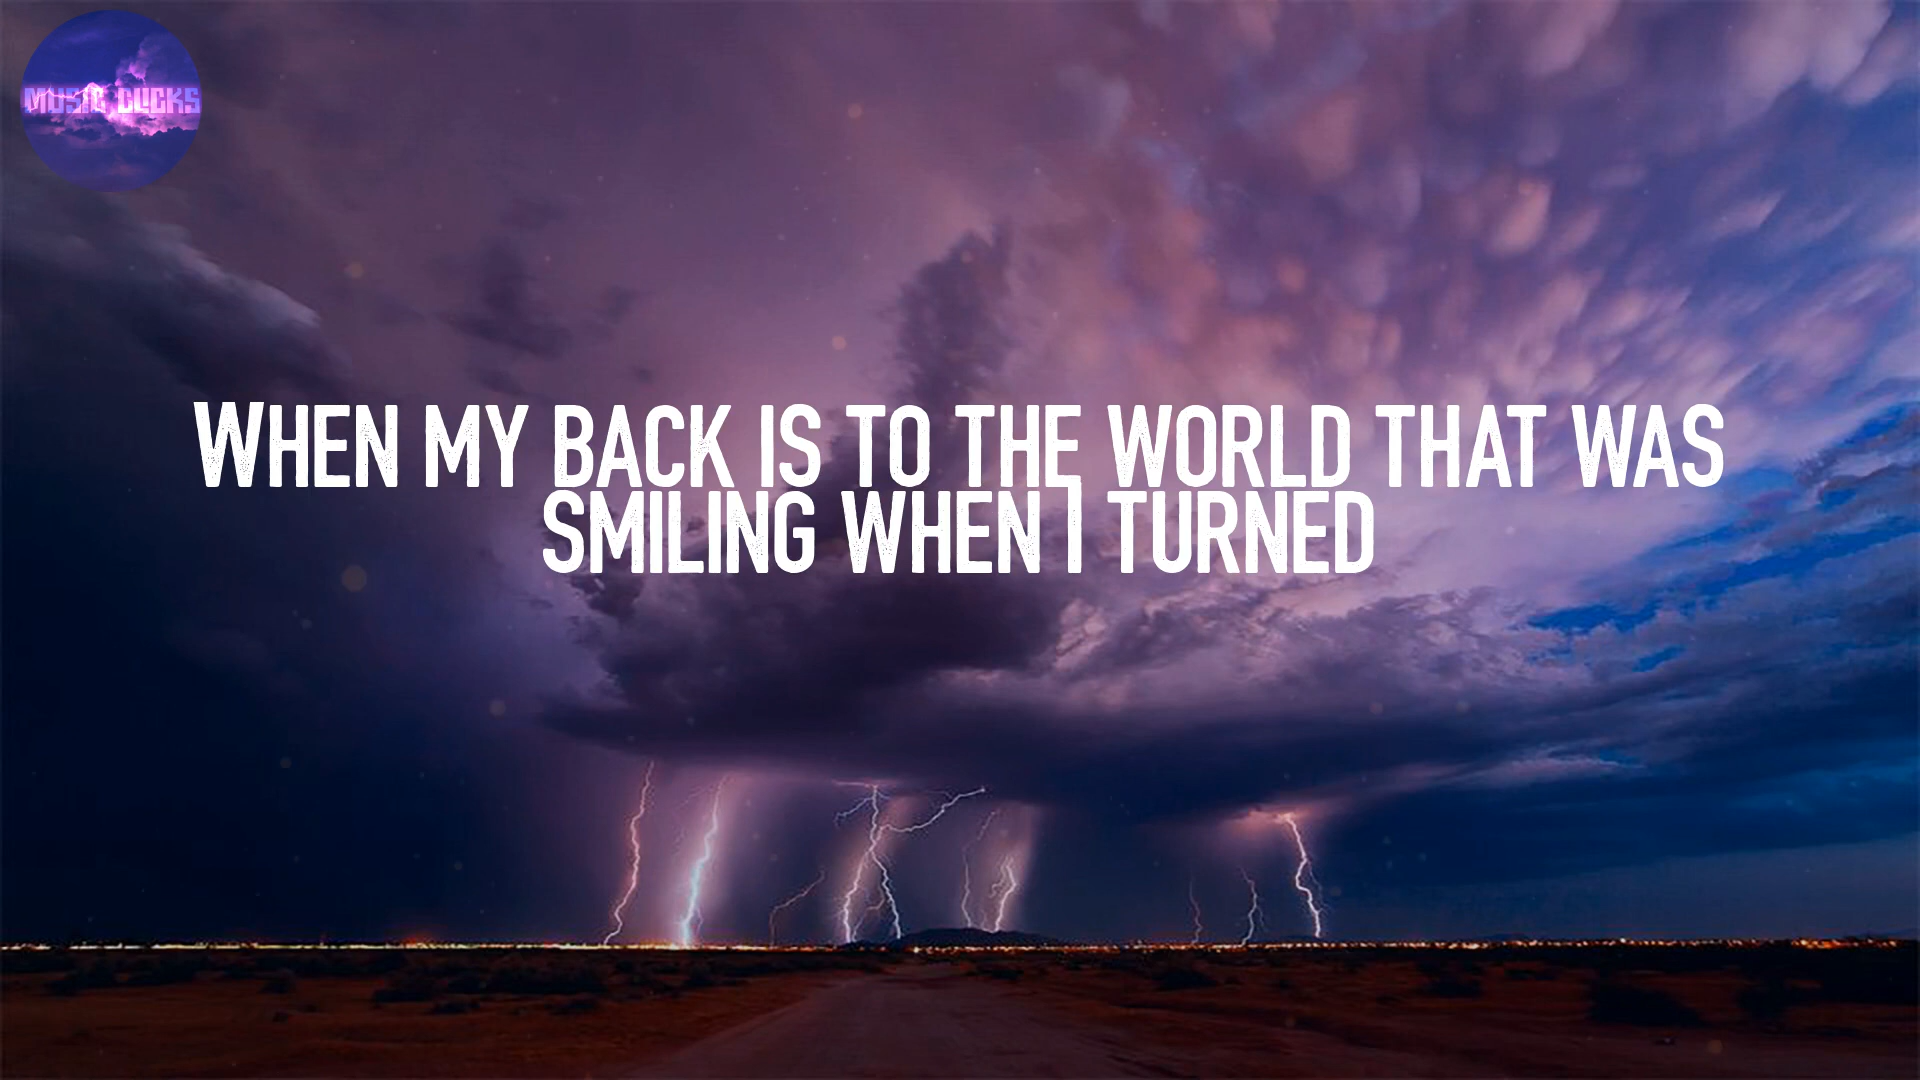 MUSIC CLICKS
WHEN MY BACK IS TO THE WORLD THAT WAS
SMILING WHEN I TURNED